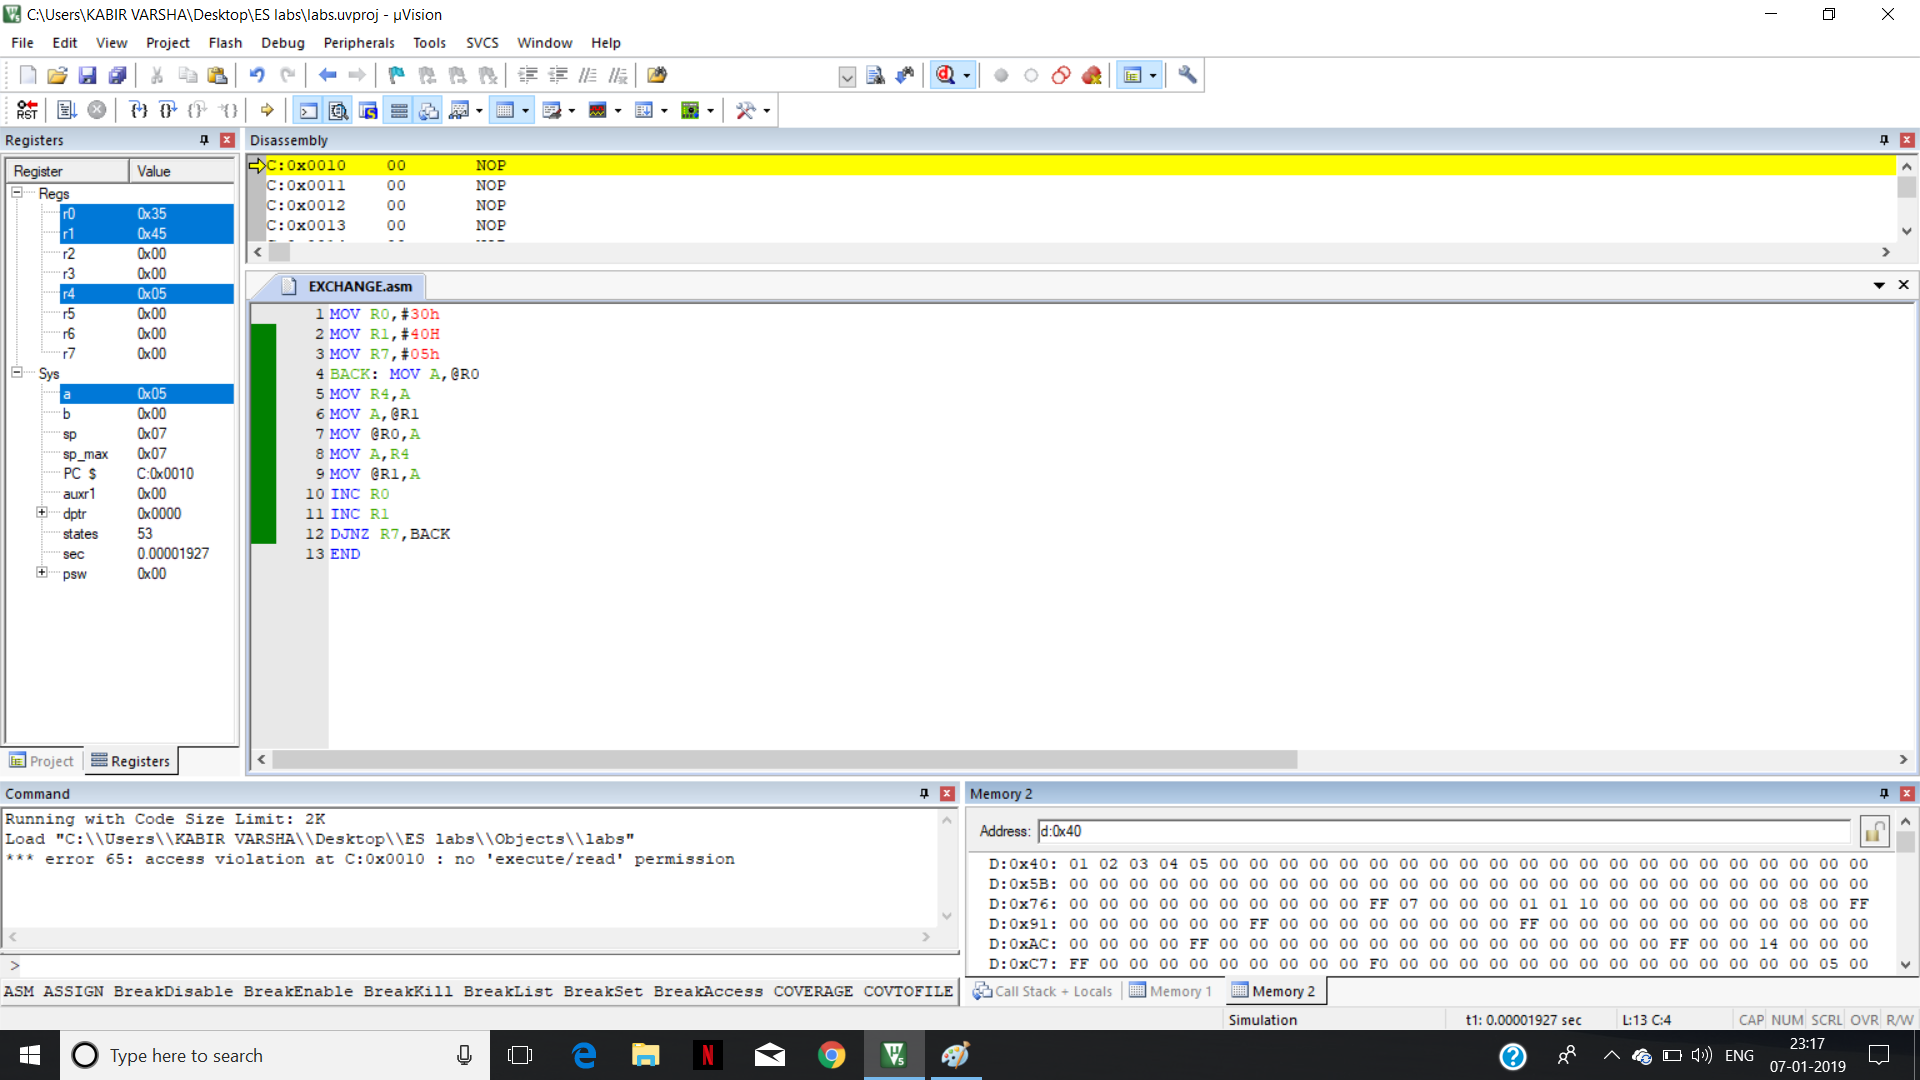 C:\Users\KABIR VARSHA\Desktop\ES labs\labs.uvproj - µVision
File Edit View Project Flash Debug Peripherals Tools SVCS Window Help
RST
Registers
Register Value
Regs
r0 0x35
r1 0x45
r2 0x00
r3 0x00
r4 0x05
r5 0x00
r6 0x00
r7 0x00
Sys
a 0x05
b 0x00
sp 0x07
sp_max 0x07
PC $ C:0x0010
auxr1 0x00
dptr 0x0000
states 53
sec 0.00001927
psw 0x00
Project Registers
Disassembly
C:0x0010 00 NOP
C:0x0011 00 NOP
C:0x0012 00 NOP
C:0x0013 00 NOP
EXCHANGE.asm
1 MOV R0,#30h
2 MOV R1,#40H
3 MOV R7,#05h
4 BACK: MOV A,@R0
5 MOV R4,A
6 MOV A,@R1
7 MOV @R0,A
8 MOV A,R4
9 MOV @R1,A
10 INC R0
11 INC R1
12 DJNZ R7,BACK
13 END
Command
Running with Code Size Limit: 2K
Load "C:\\Users\\KABIR VARSHA\\Desktop\\ES labs\\Objects\\labs"
*** error 65: access violation at C:0x0010 : no 'execute/read' permission
>
ASM ASSIGN BreakDisable BreakEnable BreakKill BreakList BreakSet BreakAccess COVERAGE COVTOFILE
Memory 2
Address: d:0x40
D:0x40: 01 02 03 04 05 00 00 00 00 00 00 00 00 00 00 00 00 00 00 00 00 00 00 00 00 00 00
D:0x5B: 00 00 00 00 00 00 00 00 00 00 00 00 00 00 00 00 00 00 00 00 00 00 00 00 00 00 00
D:0x76: 00 00 00 00 00 00 00 00 00 00 FF 07 00 00 00 01 01 10 00 00 00 00 00 00 08 00 FF
D:0x91: 00 00 00 00 00 00 FF 00 00 00 00 00 00 00 00 FF 00 00 00 00 00 00 00 00 00 00 00
D:0xAC: 00 00 00 00 FF 00 00 00 00 00 00 00 00 00 00 00 00 00 00 00 FF 00 00 14 00 00 00
D:0xC7: FF 00 00 00 00 00 00 00 00 00 F0 00 00 00 00 00 00 00 00 00 00 00 00 00 00 05 00
Call Stack + Locals Memory 1 Memory 2
Simulation t1: 0.00001927 sec L:13 C:4 CAP NUM SCRL OVR R/W
Type here to search
ENG
23:17
07-01-2019